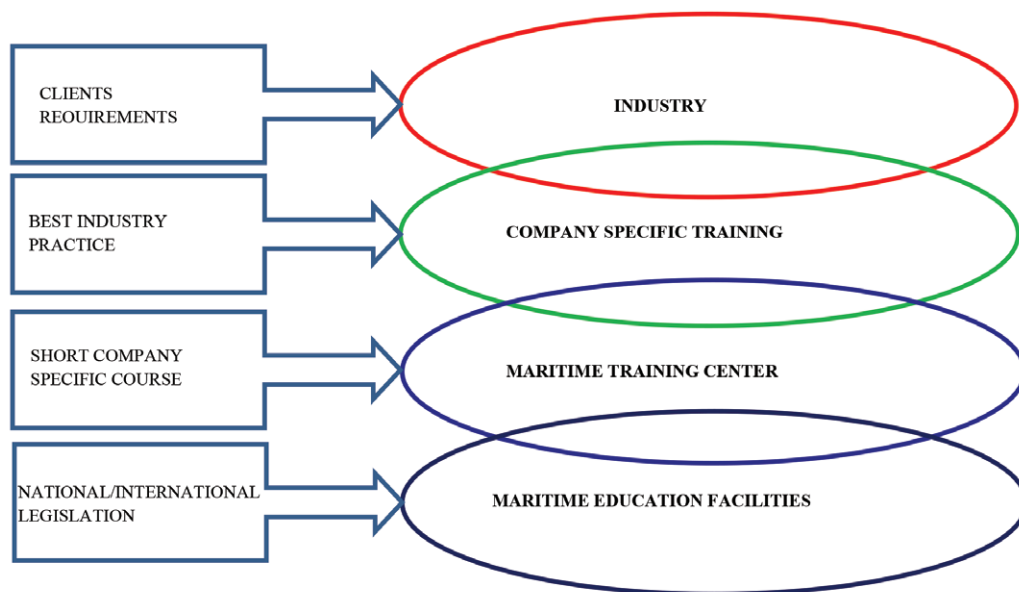 CLIENTS
REOUIREMENTS
INDUSTRY
BEST INDUSTRY
PRACTICE
COMPANY SPECIFIC TRAINING
SHORT COMPANY
SPECIFIC COURSE
MARITIME TRAINING CENTER
NATIONAL/INTERNATIONAL
LEGISLATION
MARITIME EDUCATION FACILITIES